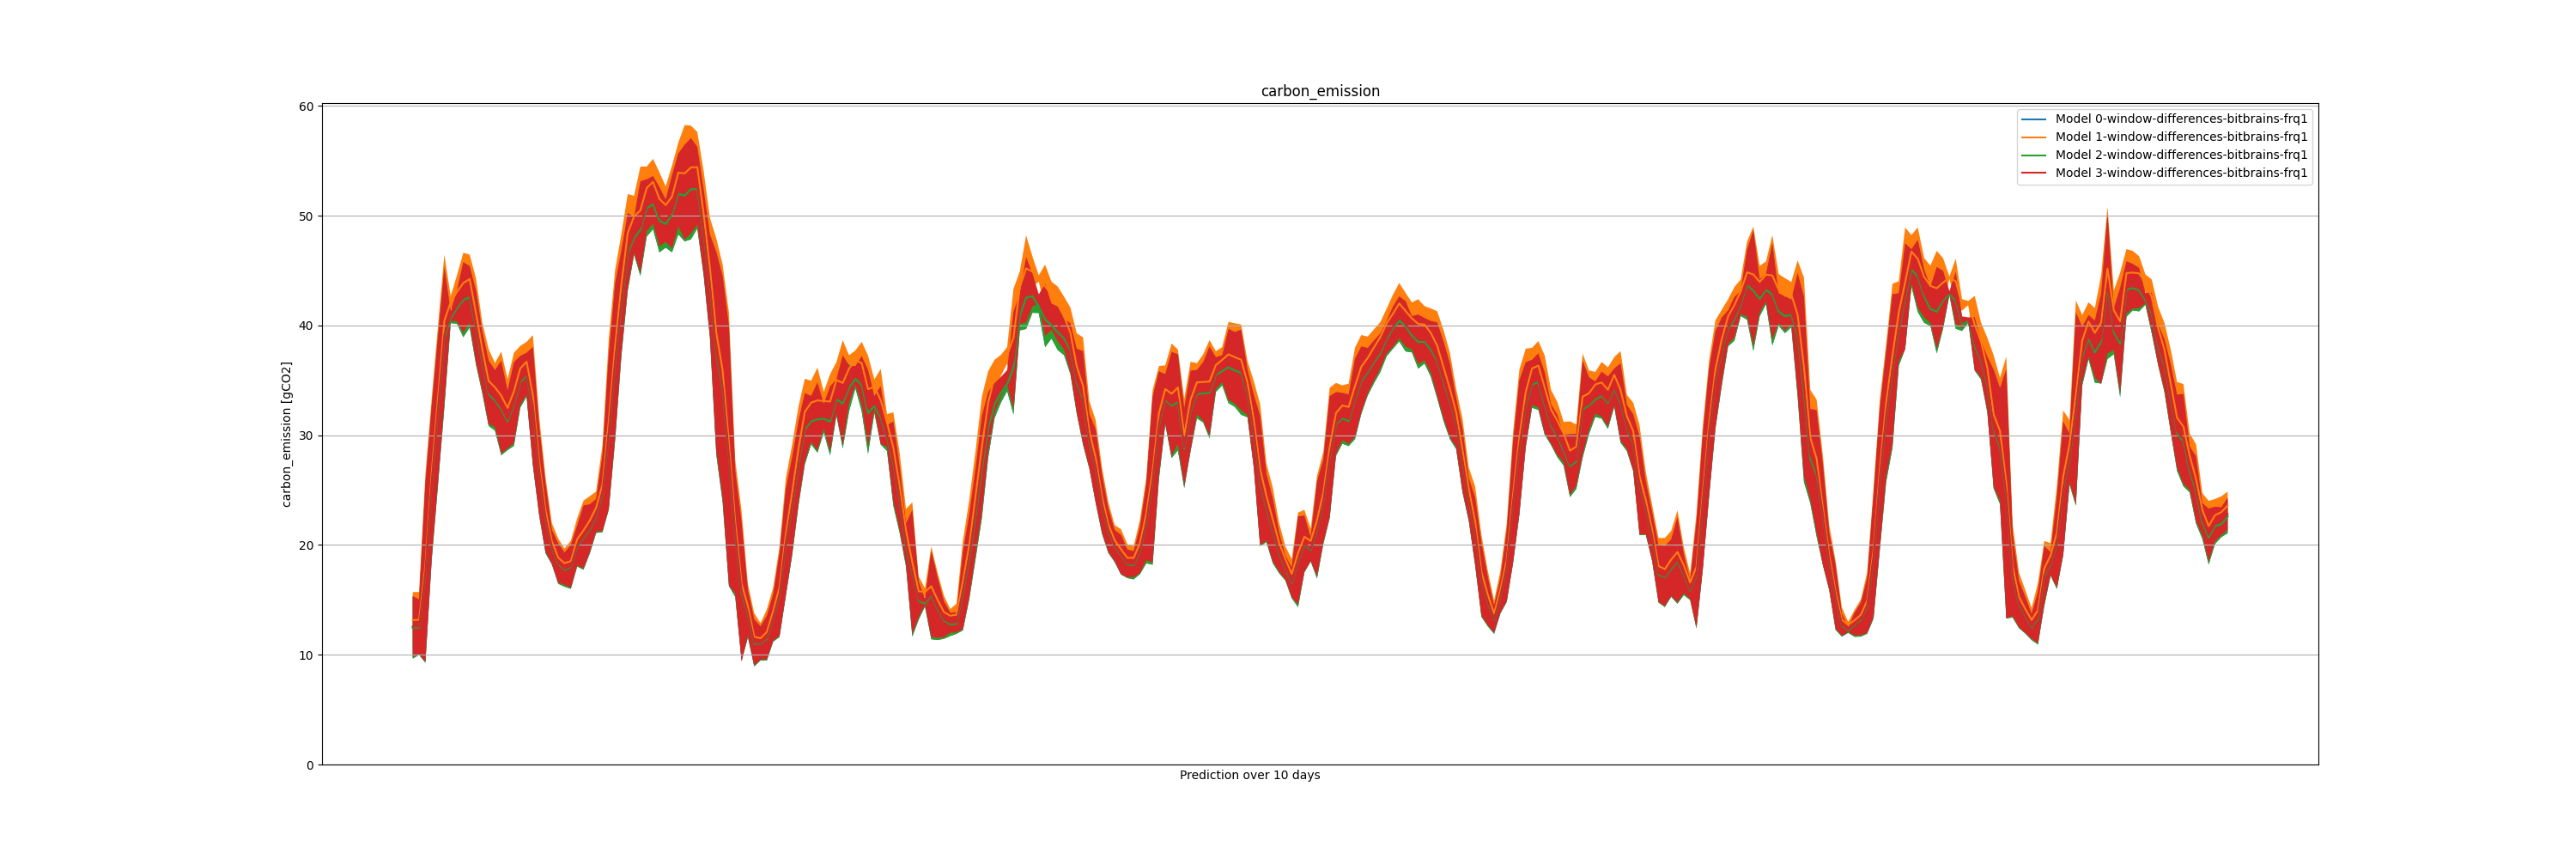 carbon_emission
60
50
40
30
20
10
0
carbon_emission [gCO2]
Model 0-window-differences-bitbrains-frq1
Model 1-window-differences-bitbrains-frq1
Model 2-window-differences-bitbrains-frq1
Model 3-window-differences-bitbrains-frq1
Prediction over 10 days